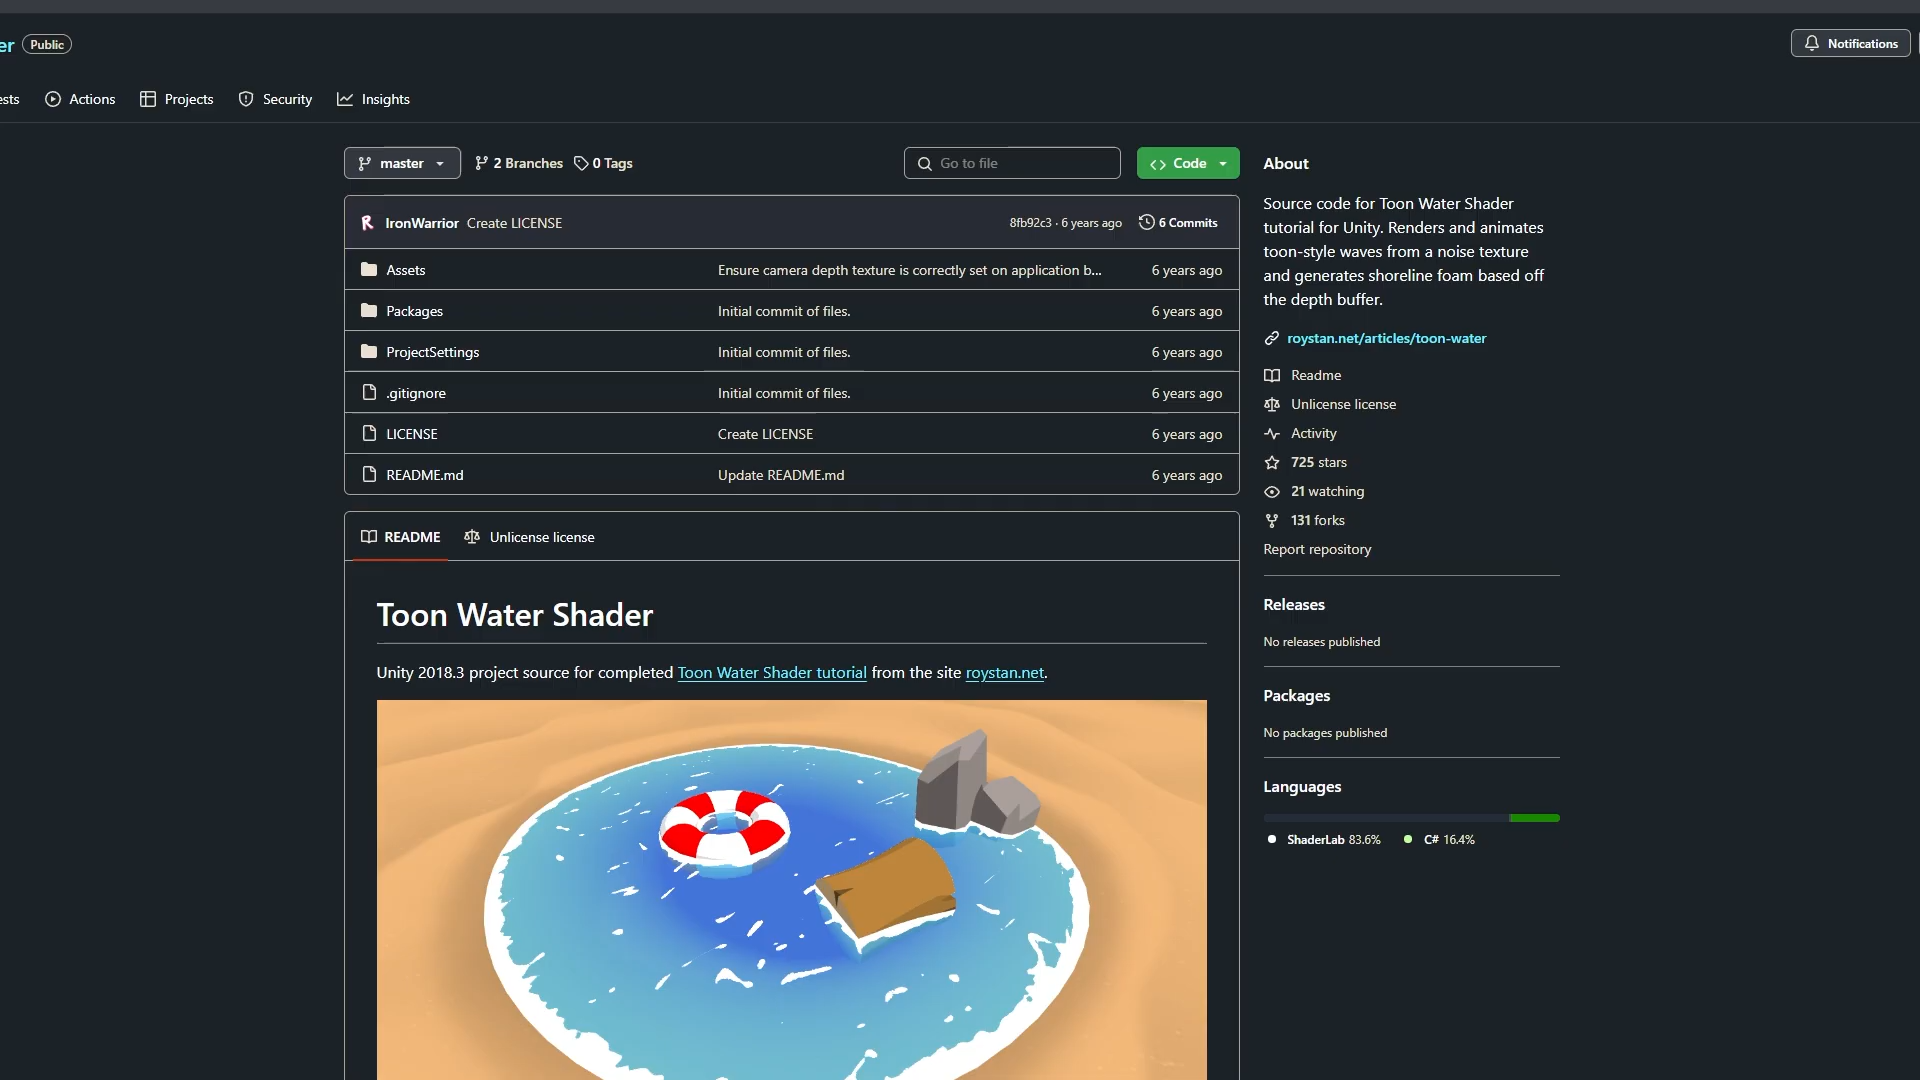 er Public
Notifications
ests Actions Projects Security Insights
master 2 Branches 0 Tags Go to file Code
IronWarrior Create LICENSE 8fb92c3 · 6 years ago 6 Commits
Assets Ensure camera depth texture is correctly set on application b... 6 years ago
Packages Initial commit of files. 6 years ago
ProjectSettings Initial commit of files. 6 years ago
.gitignore Initial commit of files. 6 years ago
LICENSE Create LICENSE 6 years ago
README.md Update README.md 6 years ago
README Unlicense license
Toon Water Shader
Unity 2018.3 project source for completed Toon Water Shader tutorial from the site roystan.net.
About
Source code for Toon Water Shader
tutorial for Unity. Renders and animates
toon-style waves from a noise texture
and generates shoreline foam based off
the depth buffer.
roystan.net/articles/toon-water
Readme
Unlicense license
Activity
725 stars
21 watching
131 forks
Report repository
Releases
No releases published
Packages
No packages published
Languages
ShaderLab 83.6% C# 16.4%